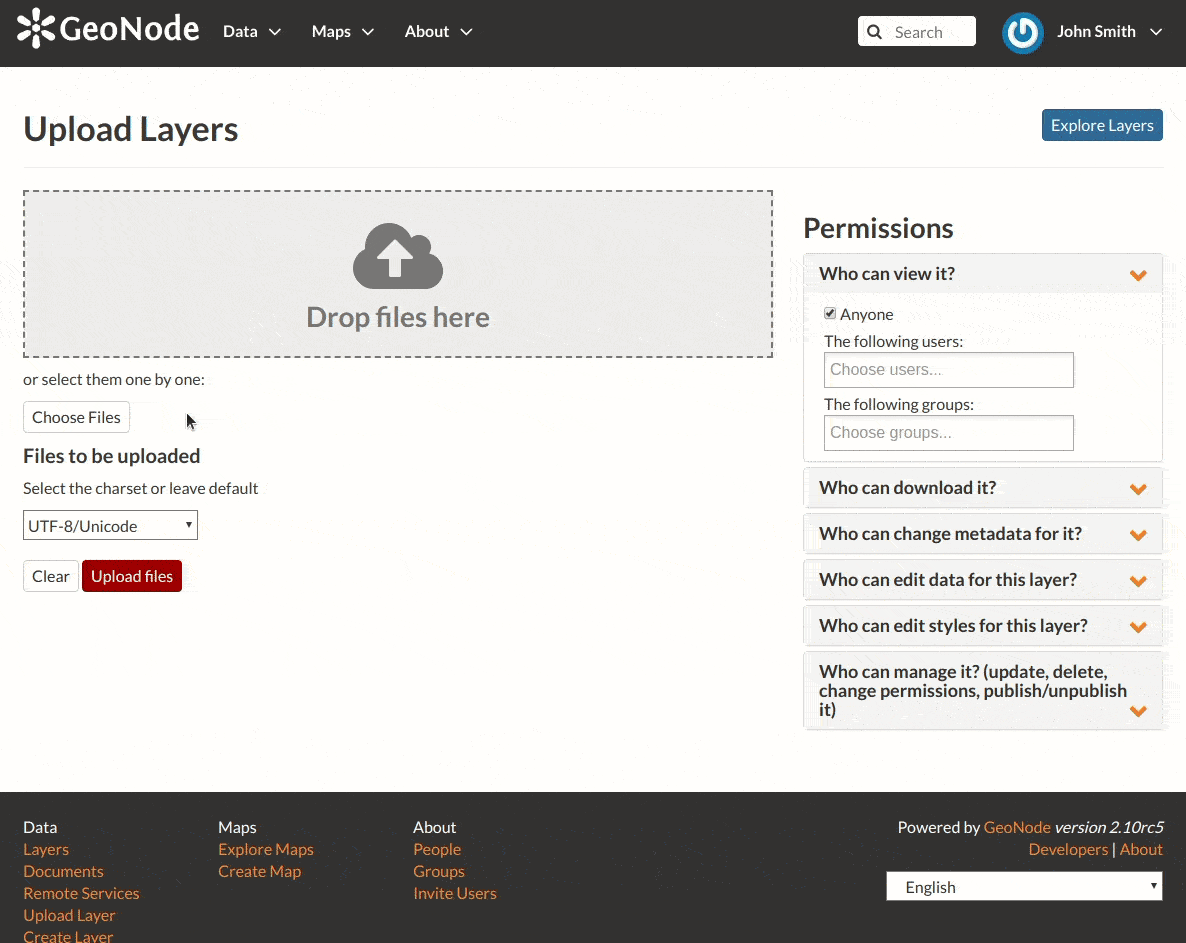 GeoNode
Data
Maps
About
Search
John Smith
Upload Layers
Explore Layers
Drop files here
or select them one by one:
Choose Files
Files to be uploaded
Select the charset or leave default
UTF-8/Unicode
Clear
Upload files
Permissions
Who can view it?
Anyone
The following users:
Choose users...
The following groups:
Choose groups...
Who can download it?
Who can change metadata for it?
Who can edit data for this layer?
Who can edit styles for this layer?
Who can manage it? (update, delete,
change permissions, publish/unpublish
it)
Data
Layers
Documents
Remote Services
Upload Layer
Create Layer
Maps
Explore Maps
Create Map
About
People
Groups
Invite Users
Powered by GeoNode version 2.10rc5
Developers | About
English